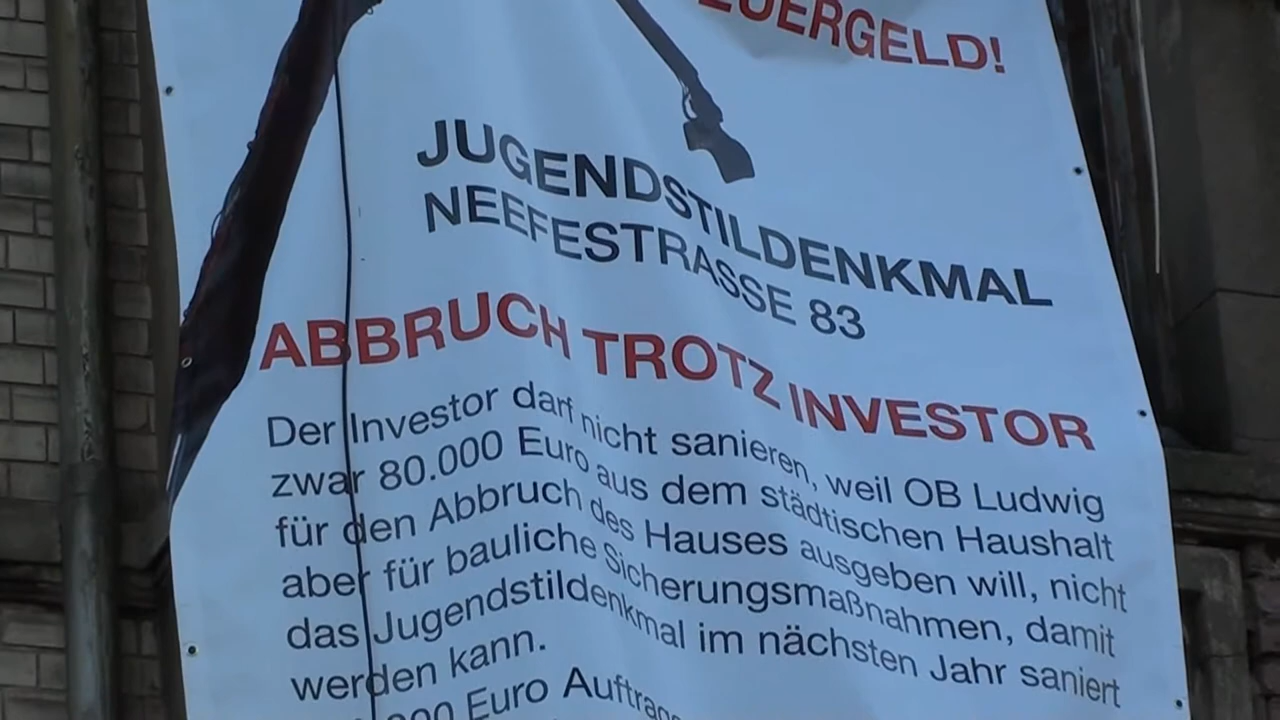 JUGENDSTILDENKMAL
NEEFESTRASSE 83
ABBRUCH TROTZ INVESTOR
Der Investor darf nicht sanieren, weil OB Ludwig
zwar 80.000 Euro aus dem städtischen Haushalt
für den Abbruch des Hauses ausgeben will, nicht
aber für bauliche Sicherungsmaßnahmen, damit
das Jugendstildenkmal im nächsten Jahr saniert
werden kann.
Euro